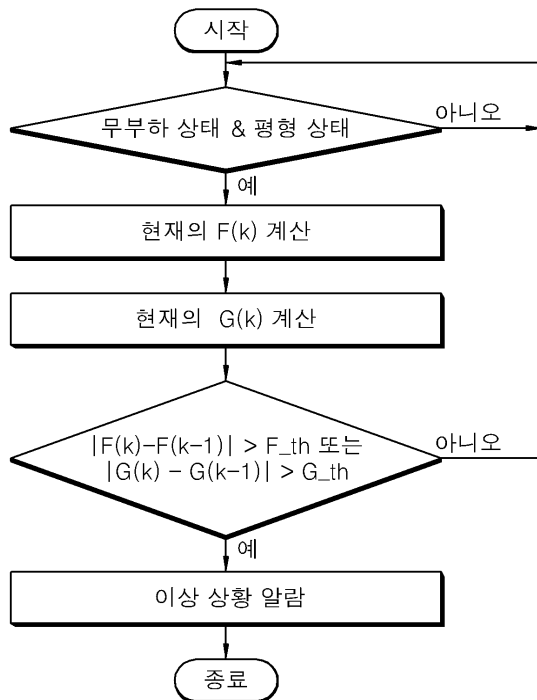 시작
무부하 상태 & 평형 상태
아니오
예
현재의 F(k) 계산
현재의 G(k) 계산
|F(k)-F(k-1)| > F_th 또는
|G(k) - G(k-1)| > G_th
아니오
예
이상 상황 알람
종료